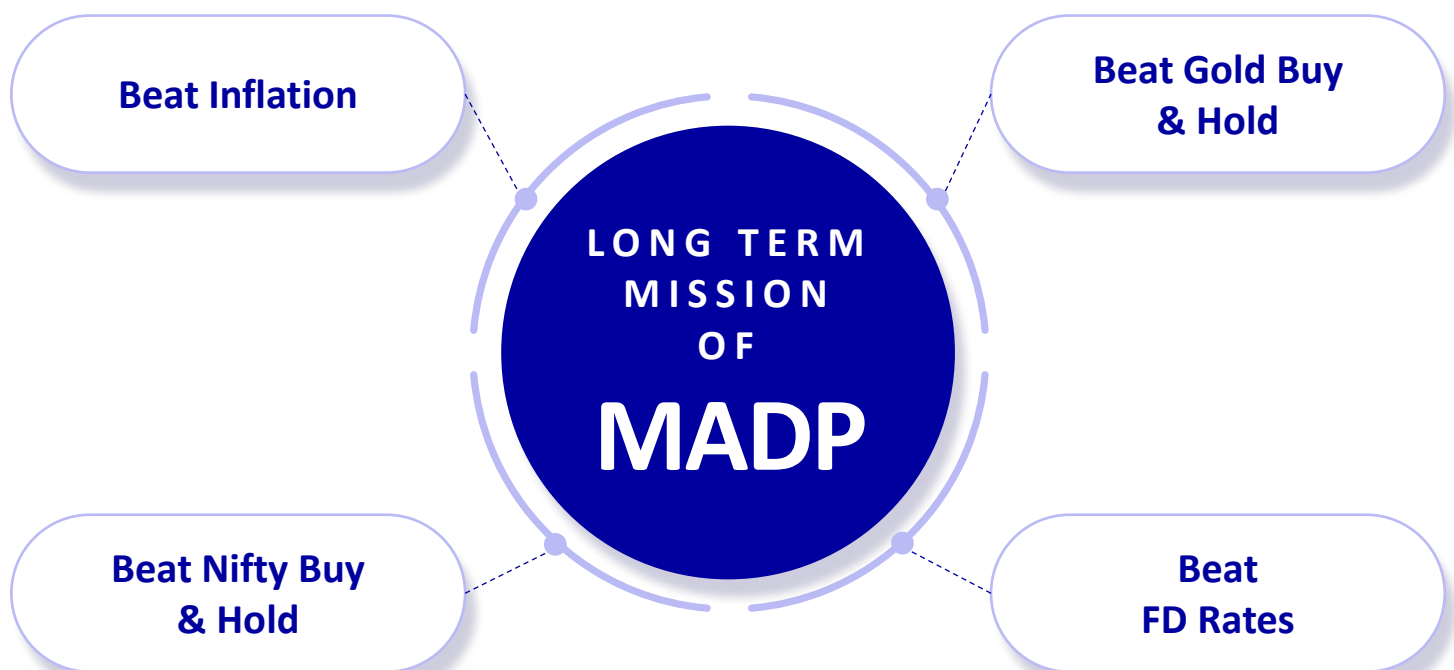 Beat Inflation
Beat Gold Buy
& Hold
LONG TERM
MISSION
OF
MADP
Beat Nifty Buy
& Hold
Beat
FD Rates